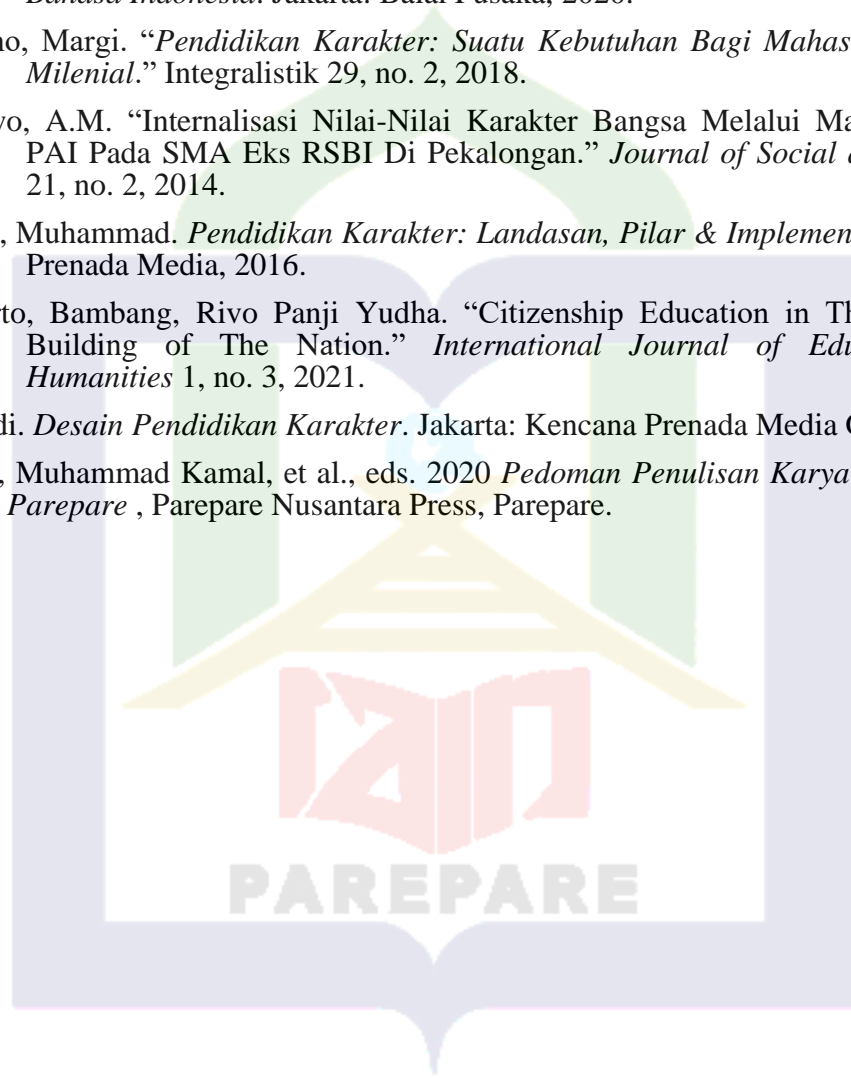 Bahasa Indonesia. Jakarta: Balai Pustaka, 2020.
no, Margi. “Pendidikan Karakter: Suatu Kebutuhan Bagi Mahas
Milenial.” Integralistik 29, no. 2, 2018.
vo, A.M. “Internalisasi Nilai-Nilai Karakter Bangsa Melalui Ma
PAI Pada SMA Eks RSBI Di Pekalongan.” Journal of Social
21, no. 2, 2014.
, Muhammad. Pendidikan Karakter: Landasan, Pilar & Implemen
Prenada Media, 2016.
rto, Bambang, Rivo Panji Yudha. “Citizenship Education in Th
Building of The Nation.” International Journal of Edu
Humanities 1, no. 3, 2021.
di. Desain Pendidikan Karakter. Jakarta: Kencana Prenada Media
, Muhammad Kamal, et al., eds. 2020 Pedoman Penulisan Karya
Parepare , Parepare Nusantara Press, Parepare.
PAREPARE